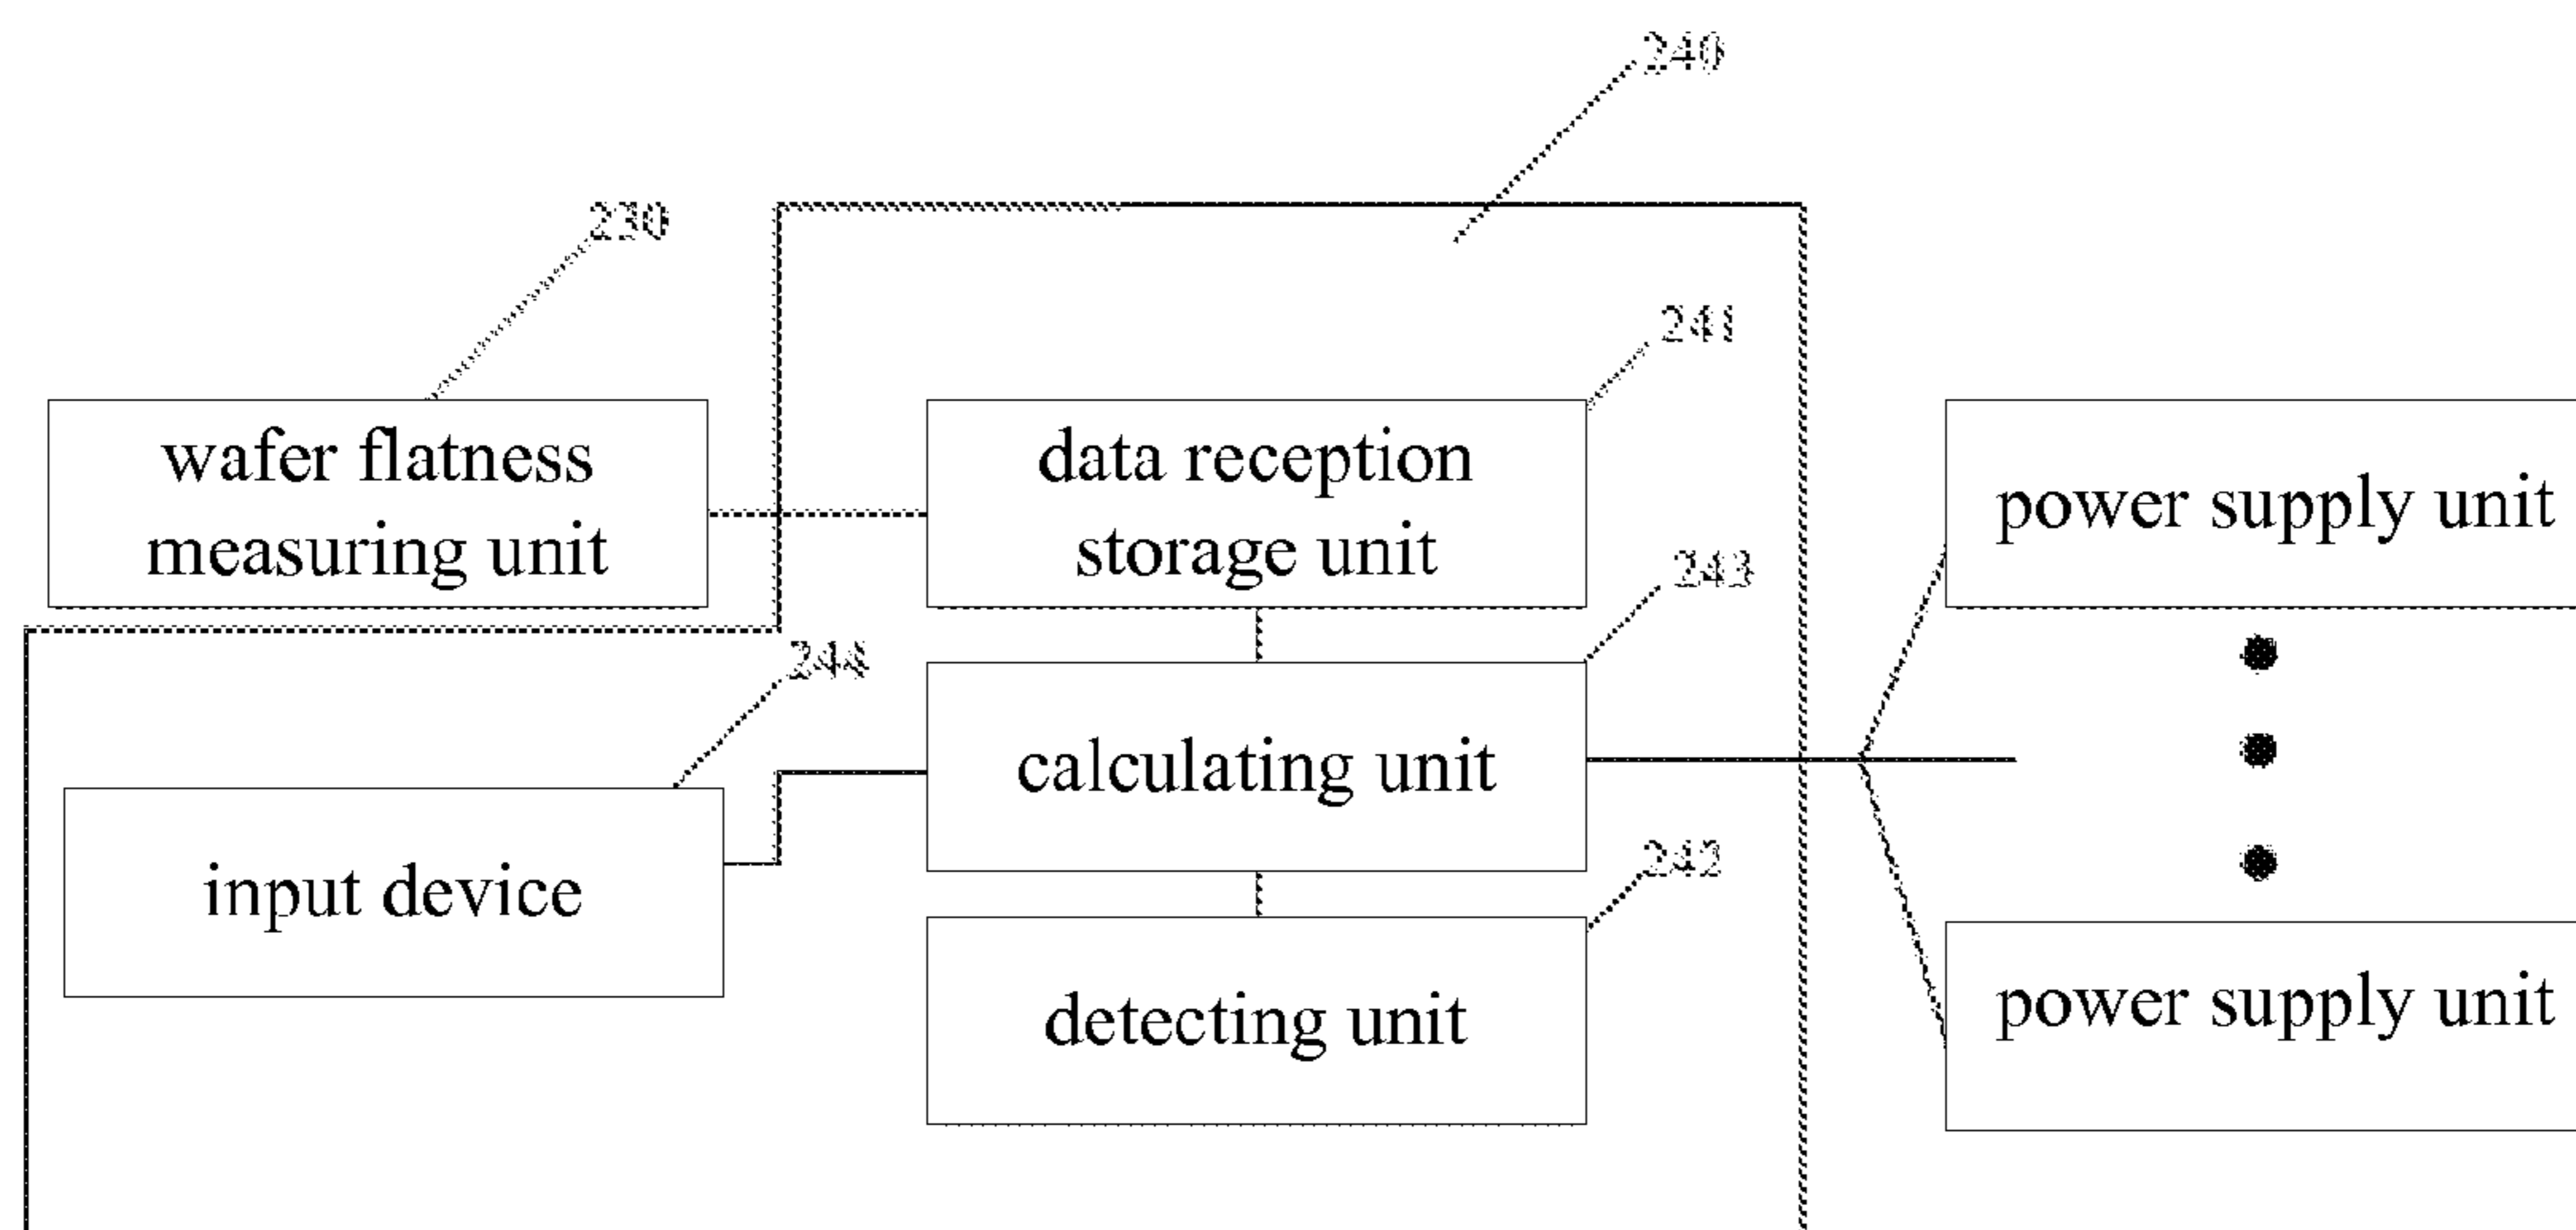 240
230
241
wafer flatness
measuring unit
data reception
storage unit
power supply unit
243
244
calculating unit
242
input device
detecting unit
power supply unit